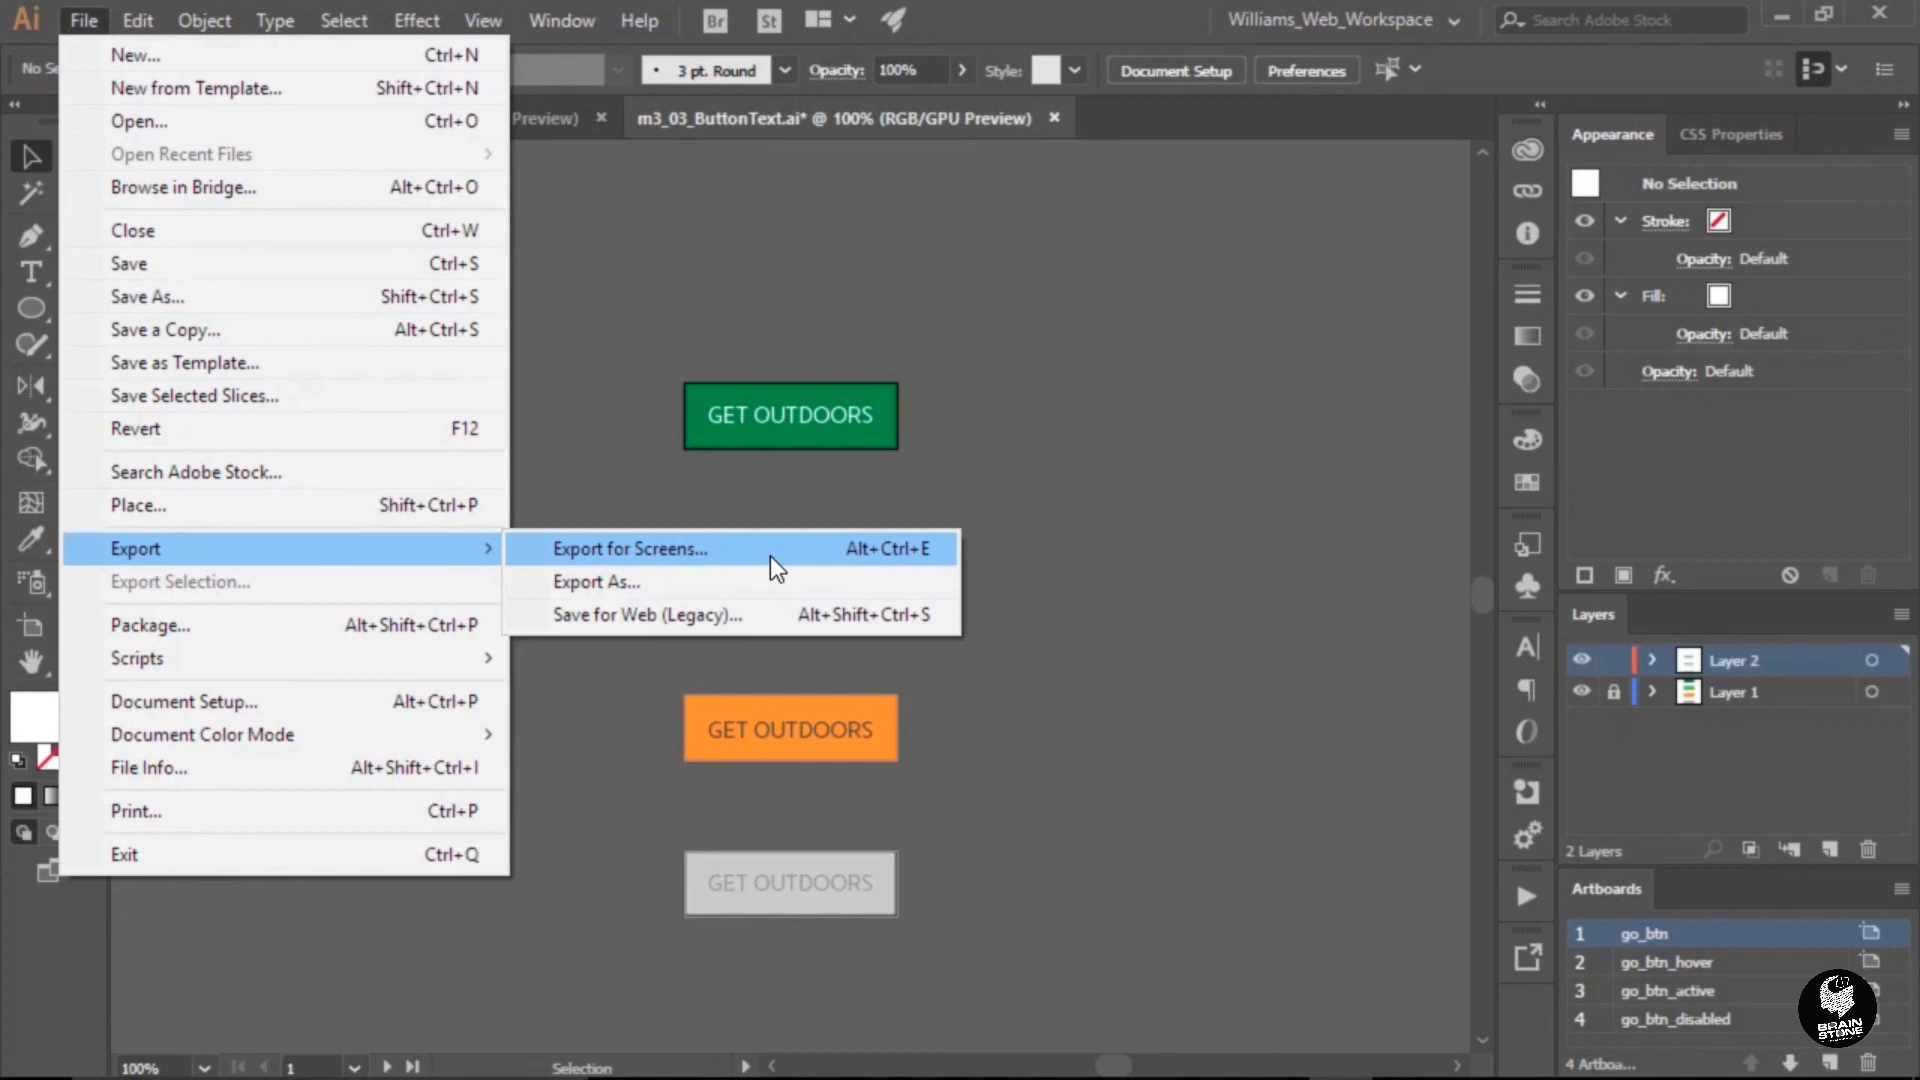 Ai File Edit Object Type Select Effect View Window Help Br St Williams_Web_Workspace Search Adobe Stock
3 pt. Round Opacity: 100% Style: Document Setup Preferences
Preview) × m3_03_ButtonText.ai* @ 100% (RGB/GPU Preview) ×
New... Ctrl+N
New from Template... Shift+Ctrl+N
Open... Ctrl+O
Open Recent Files
Browse in Bridge... Alt+Ctrl+O
Close Ctrl+W
Save Ctrl+S
Save As... Shift+Ctrl+S
Save a Copy... Alt+Ctrl+S
Save as Template...
Save Selected Slices...
Revert F12
Search Adobe Stock...
Place... Shift+Ctrl+P
Export
Export Selection...
Package... Alt+Shift+Ctrl+P
Scripts
Document Setup... Alt+Ctrl+P
Document Color Mode
File Info... Alt+Shift+Ctrl+I
Print... Ctrl+P
Exit Ctrl+Q
Export for Screens... Alt+Ctrl+E
Export As...
Save for Web (Legacy)... Alt+Shift+Ctrl+S
GET OUTDOORS
GET OUTDOORS
GET OUTDOORS
Appearance CSS Properties
No Selection
Stroke:
Opacity: Default
Fill:
Opacity: Default
Opacity: Default
fx.
Layers
Layer 2
Layer 1
2 Layers
Artboards
1 go_btn
2 go_btn_hover
3 go_btn_active
4 go_btn_disabled
4 Artboa...
BRAIN
STONE
100% 1 Selection